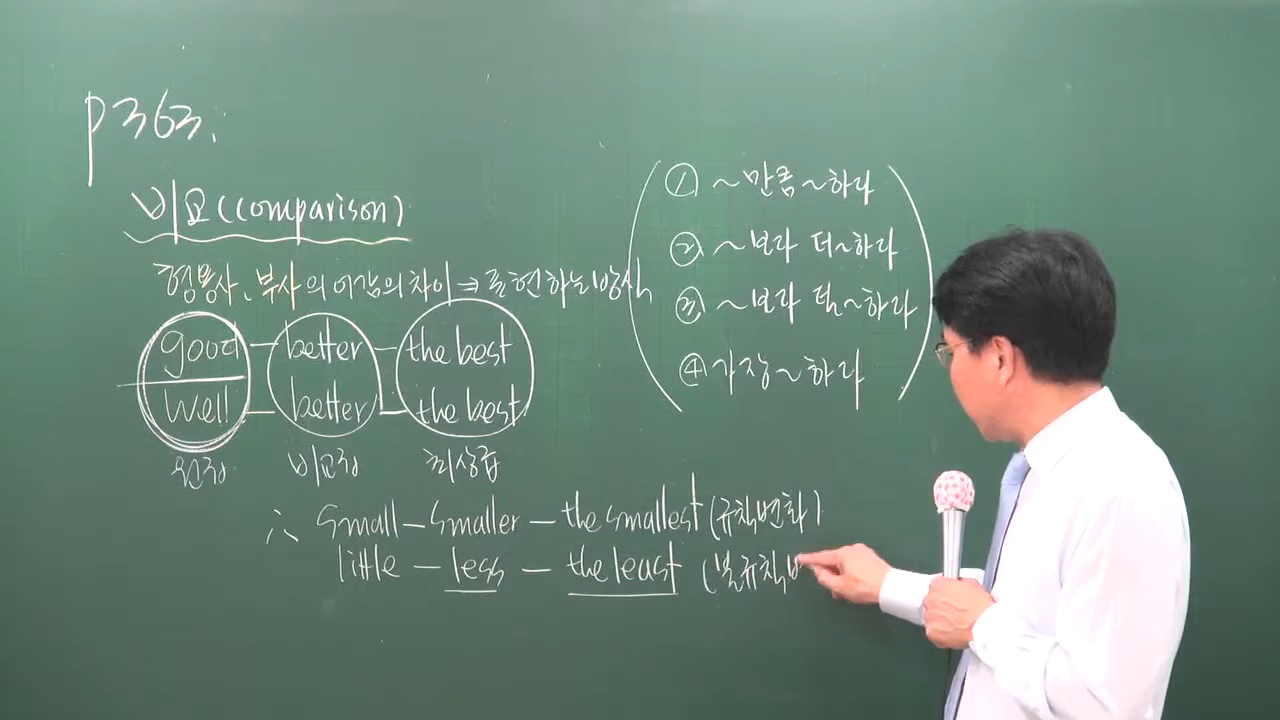 p363.
비교(comparison)
형용사、부사의 어감의 차이⇒표현하는 방식
good – better – the best
well – better – the best
원급 비교급 최상급
∴ small – smaller – the smallest (규칙변화)
little – less – the least (불규칙변
① ~만큼 ~하다
② ~보다 더~하다
③ ~보다 덜~하다
④ 가장~하다